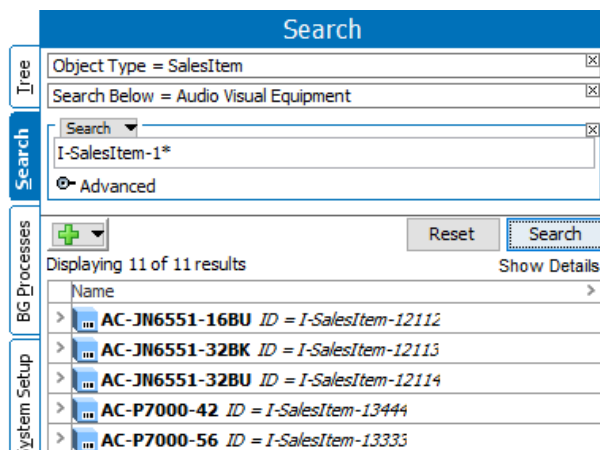 Search
Tree
Search
BG Processes
System Setup
Object Type = SalesItem
Search Below = Audio Visual Equipment
Search
I-SalesItem-1*
Advanced
Reset
Search
Displaying 11 of 11 results
Show Details
Name
AC-JN6551-16BU ID = I-SalesItem-12112
AC-JN6551-32BK ID = I-SalesItem-12113
AC-JN6551-32BU ID = I-SalesItem-12114
AC-P7000-42 ID = I-SalesItem-13444
AC-P7000-56 ID = I-SalesItem-13333